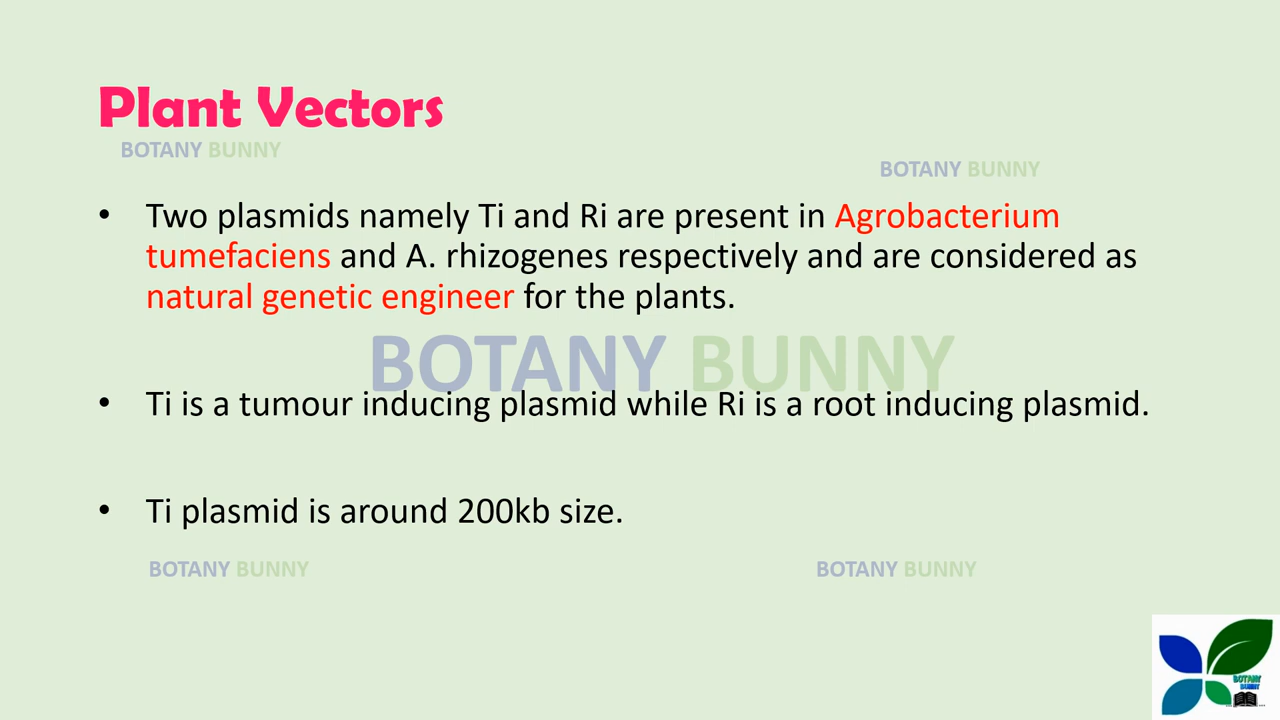 Plant Vectors
BOTANY BUNNY
BOTANY BUNNY
• Two plasmids namely Ti and Ri are present in Agrobacterium
tumefaciens and A. rhizogenes respectively and are considered as
natural genetic engineer for the plants.
BOTANY BUNNY
• Ti is a tumour inducing plasmid while Ri is a root inducing plasmid.
• Ti plasmid is around 200kb size.
BOTANY BUNNY
BOTANY BUNNY
BOTANY
BUNNY